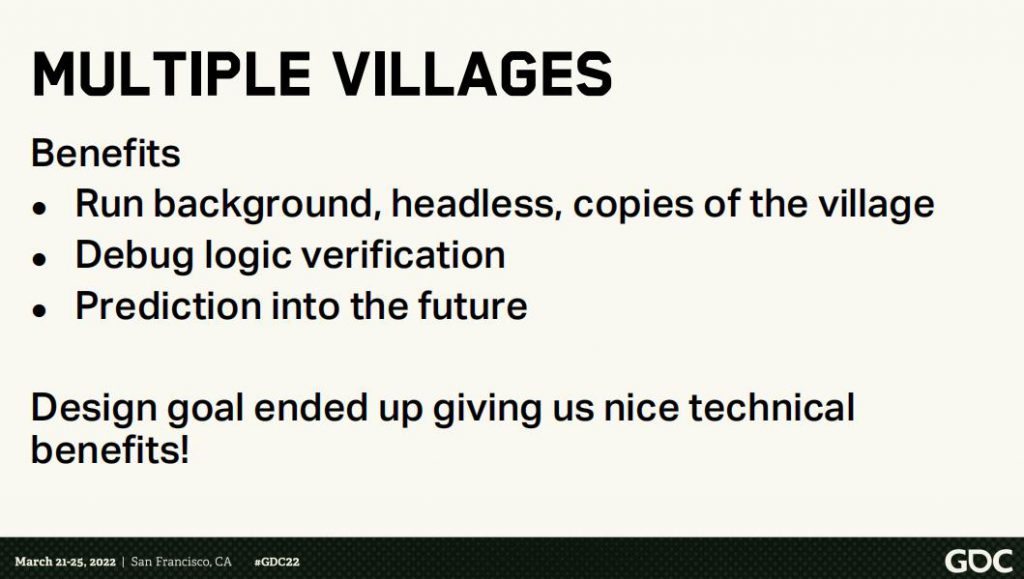 MULTIPLE VILLAGES
Benefits
• Run background, headless, copies of the village
• Debug logic verification
• Prediction into the future
Design goal ended up giving us nice technical
benefits!
March 21-25, 2022 | San Francisco, CA #GDC22
GDC